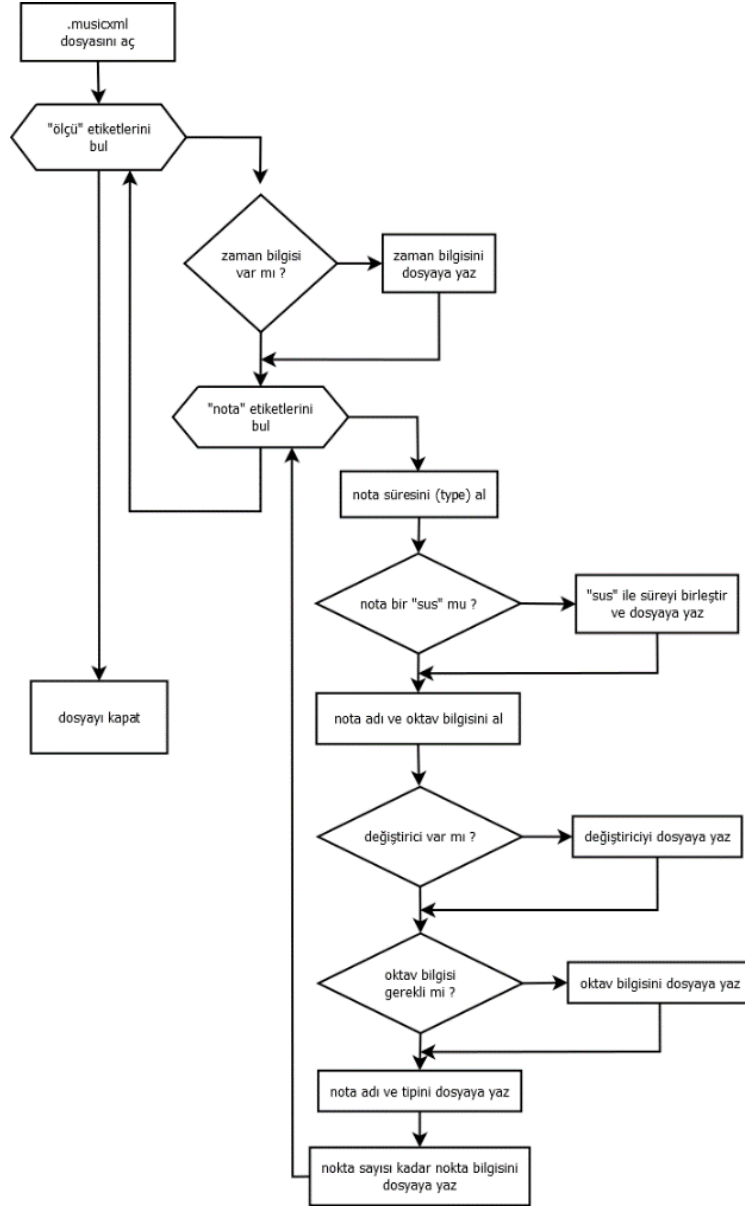 .musicxml
dosyasını aç
"ölçü" etiketlerini
bul
zaman bilgisi
var mı ?
zaman bilgisini
dosyaya yaz
"nota" etiketlerini
bul
nota süresini (type) al
nota bir "sus" mu ?
"sus" ile süreyi birleştir
ve dosyaya yaz
dosyayı kapat
nota adı ve oktav bilgisini al
değiştirici var mı ?
değiştiriciyi dosyaya yaz
oktav bilgisi
gerekli mi ?
oktav bilgisini dosyaya yaz
nota adı ve tipini dosyaya yaz
nokta sayısı kadar nokta bilgisini
dosyaya yaz